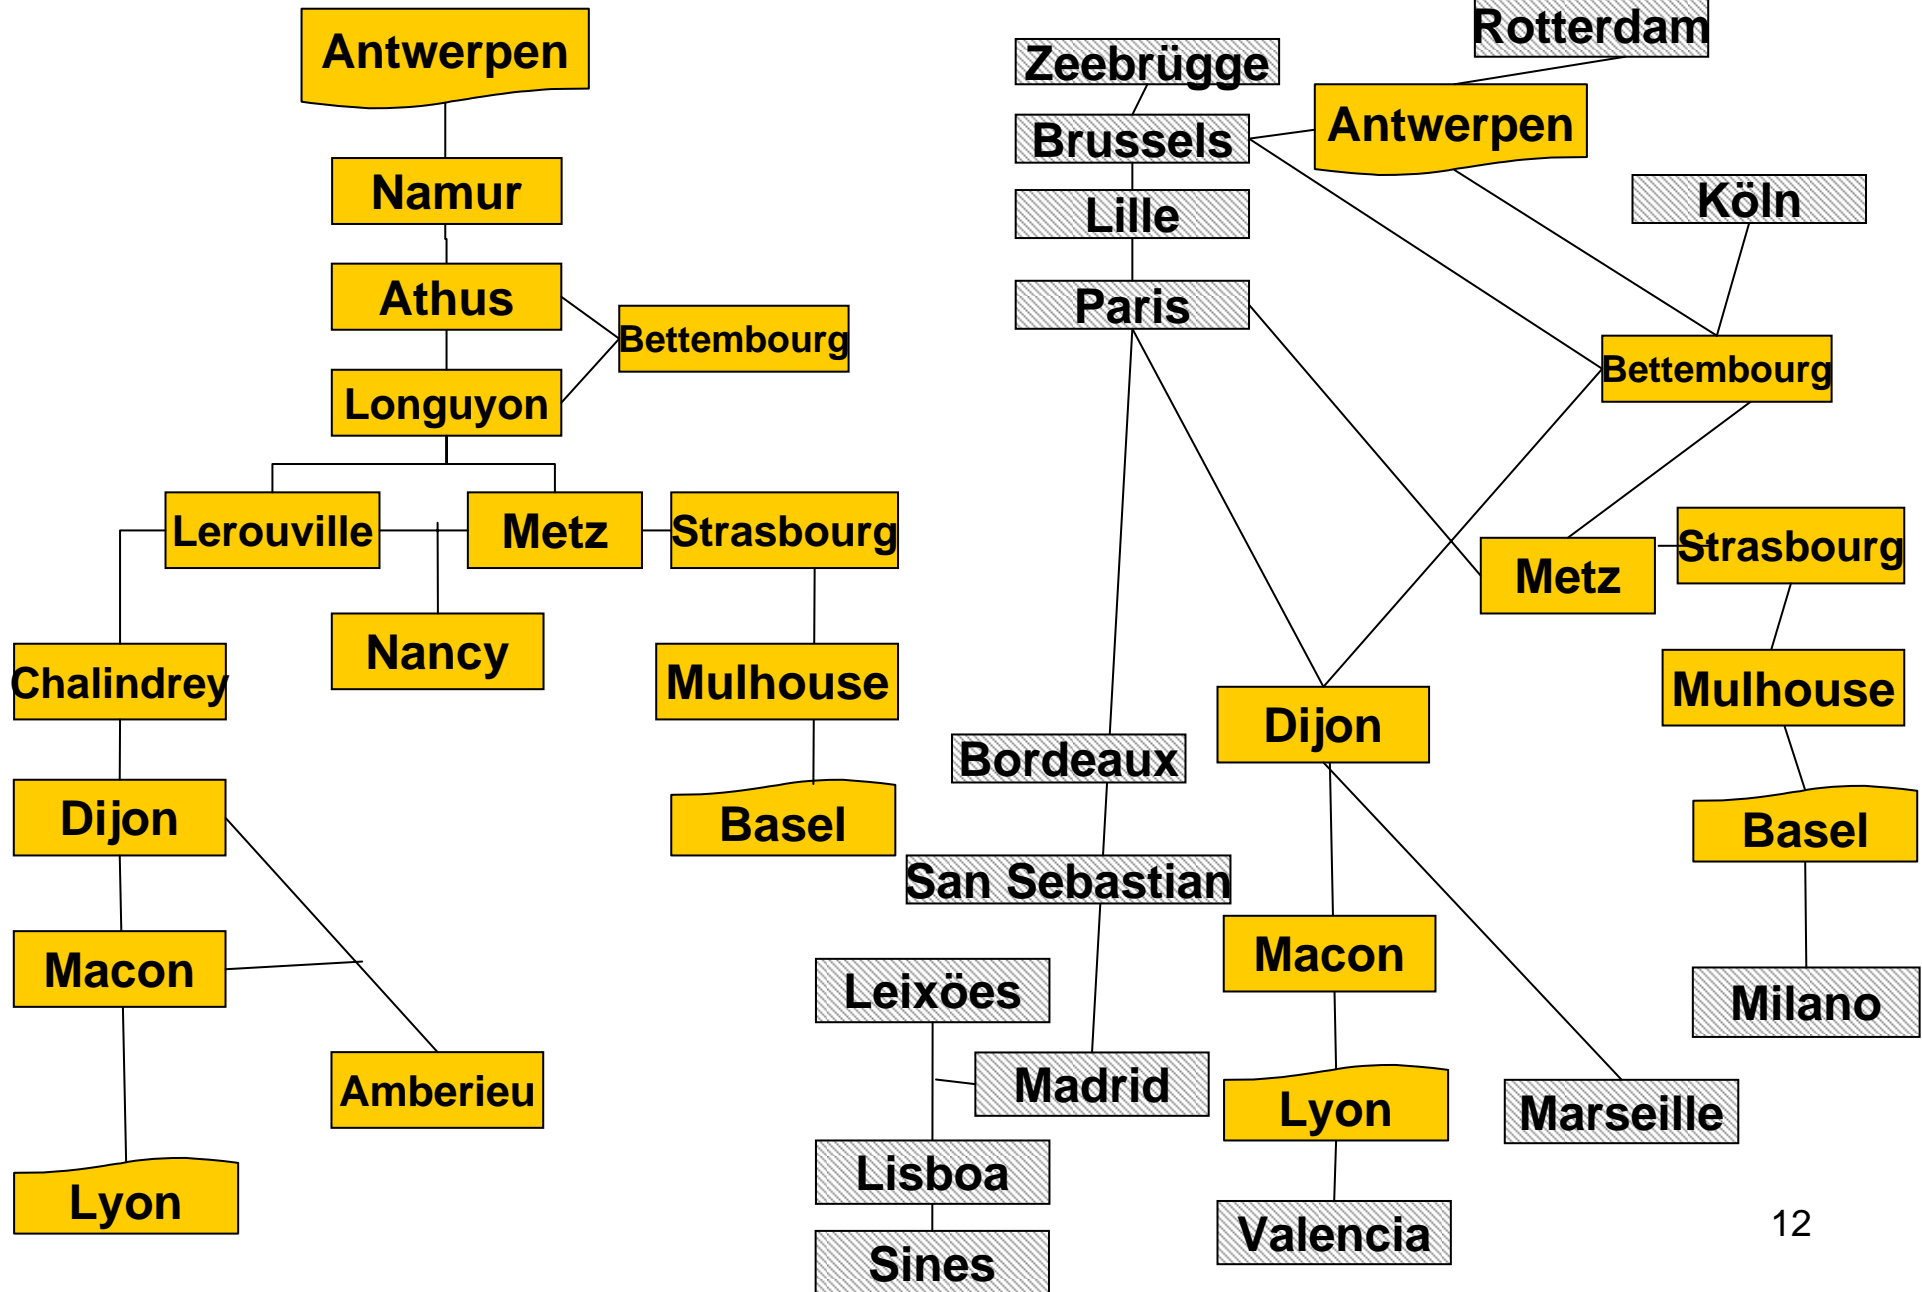 Antwerpen
Namur
Athus
Bettembourg
Longuyon
Lerouville
Metz
Strasbourg
Nancy
Chalindrey
Mulhouse
Dijon
Basel
Macon
Amberieu
Lyon
Rotterdam
Zeebrügge
Antwerpen
Brussels
Köln
Lille
Paris
Bettembourg
Strasbourg
Metz
Mulhouse
Dijon
Bordeaux
Basel
San Sebastian
Macon
Leixöes
Milano
Madrid
Lyon
Marseille
Lisboa
Valencia
Sines
12